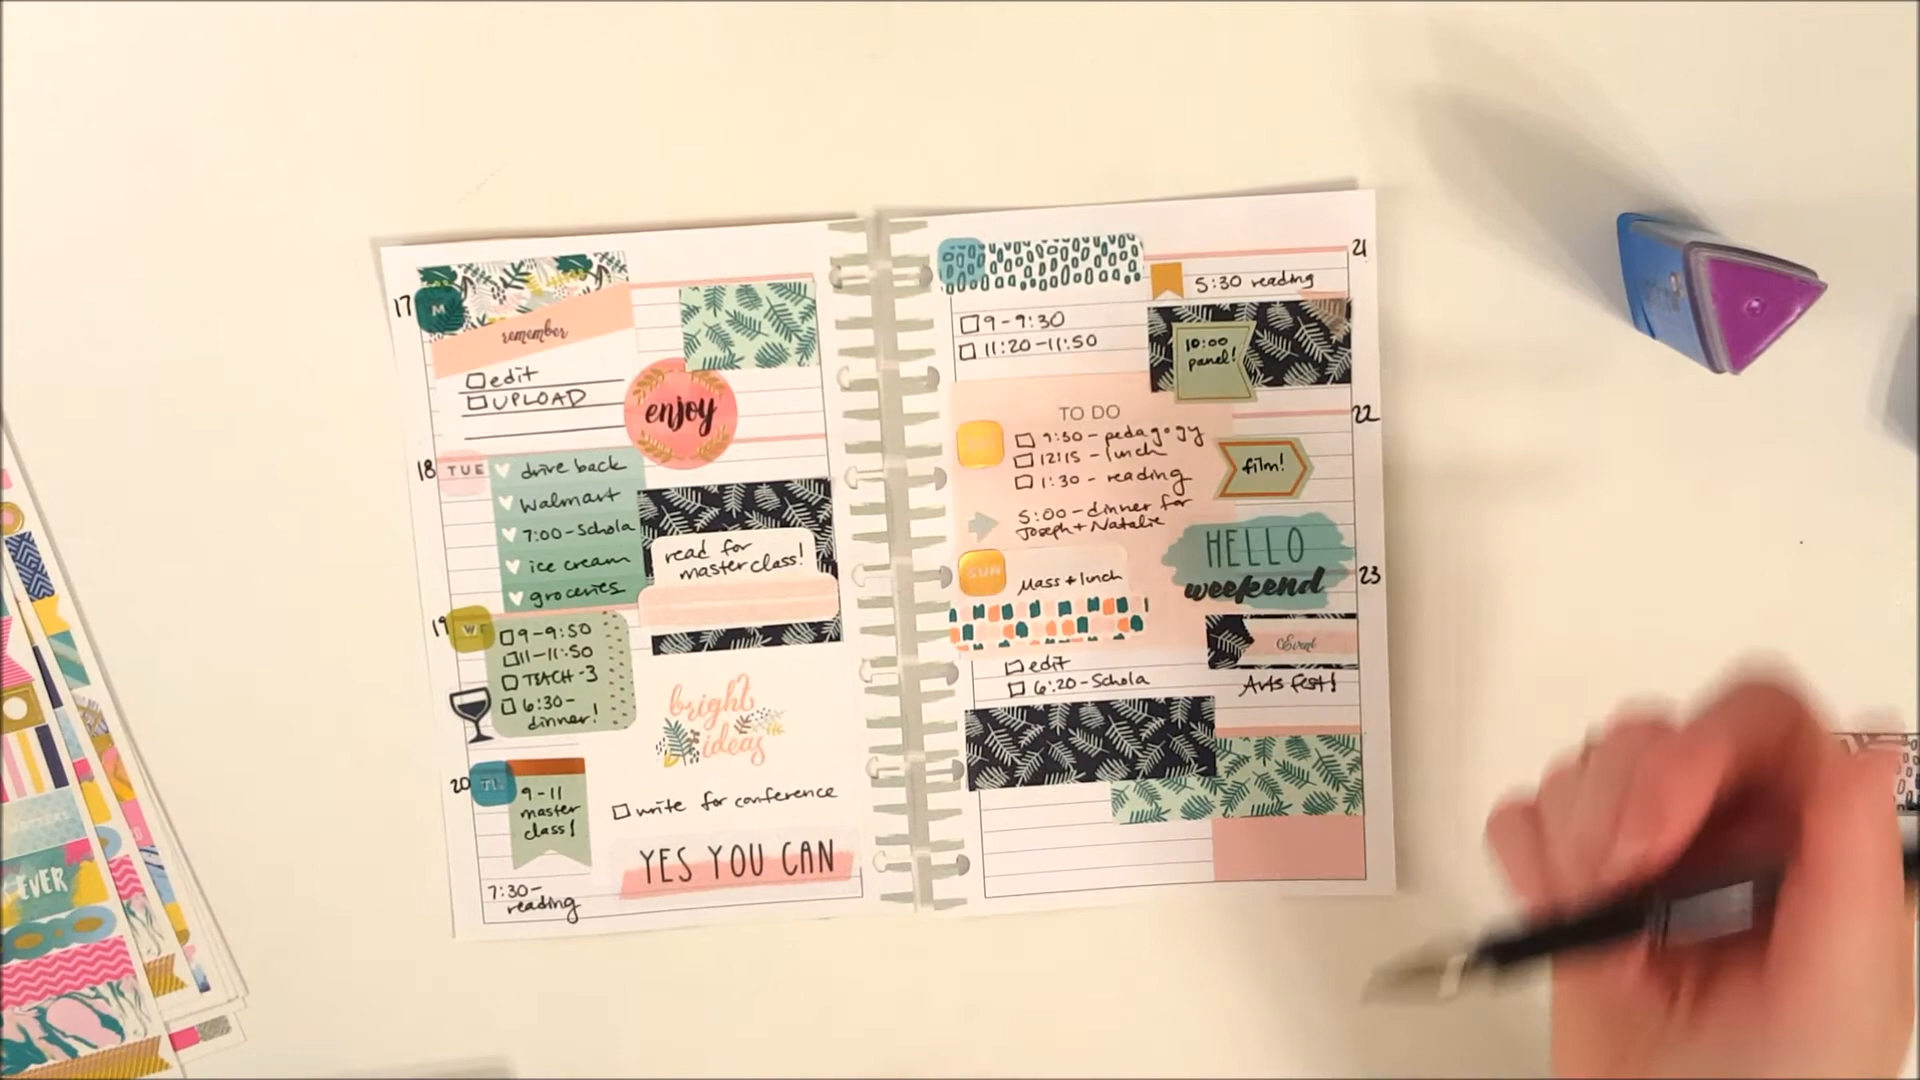 17
M
remember
edit
UPLOAD
enjoy
18
TUE
drive back
Walmart
7:00-Schola
ice cream
groceries
read for
master class!
19
WE
9-9:50
11-11:50
TEACH-3
6:30-
dinner!
bright
ideas
20
TU
9-11
master
class!
write for conference
YES YOU CAN
7:30-
reading
21
5:30 reading
9-9:30
11:20-11:50
10:00
panel!
22
TO DO
9:30-pedagogy
12:15-lunch
1:30-reading
5:00-dinner for
Joseph + Natalie
film!
HELLO
weekend
23
SUN
Mass + lunch
edit
6:20-Schola
Event
Arts fest!
EVER